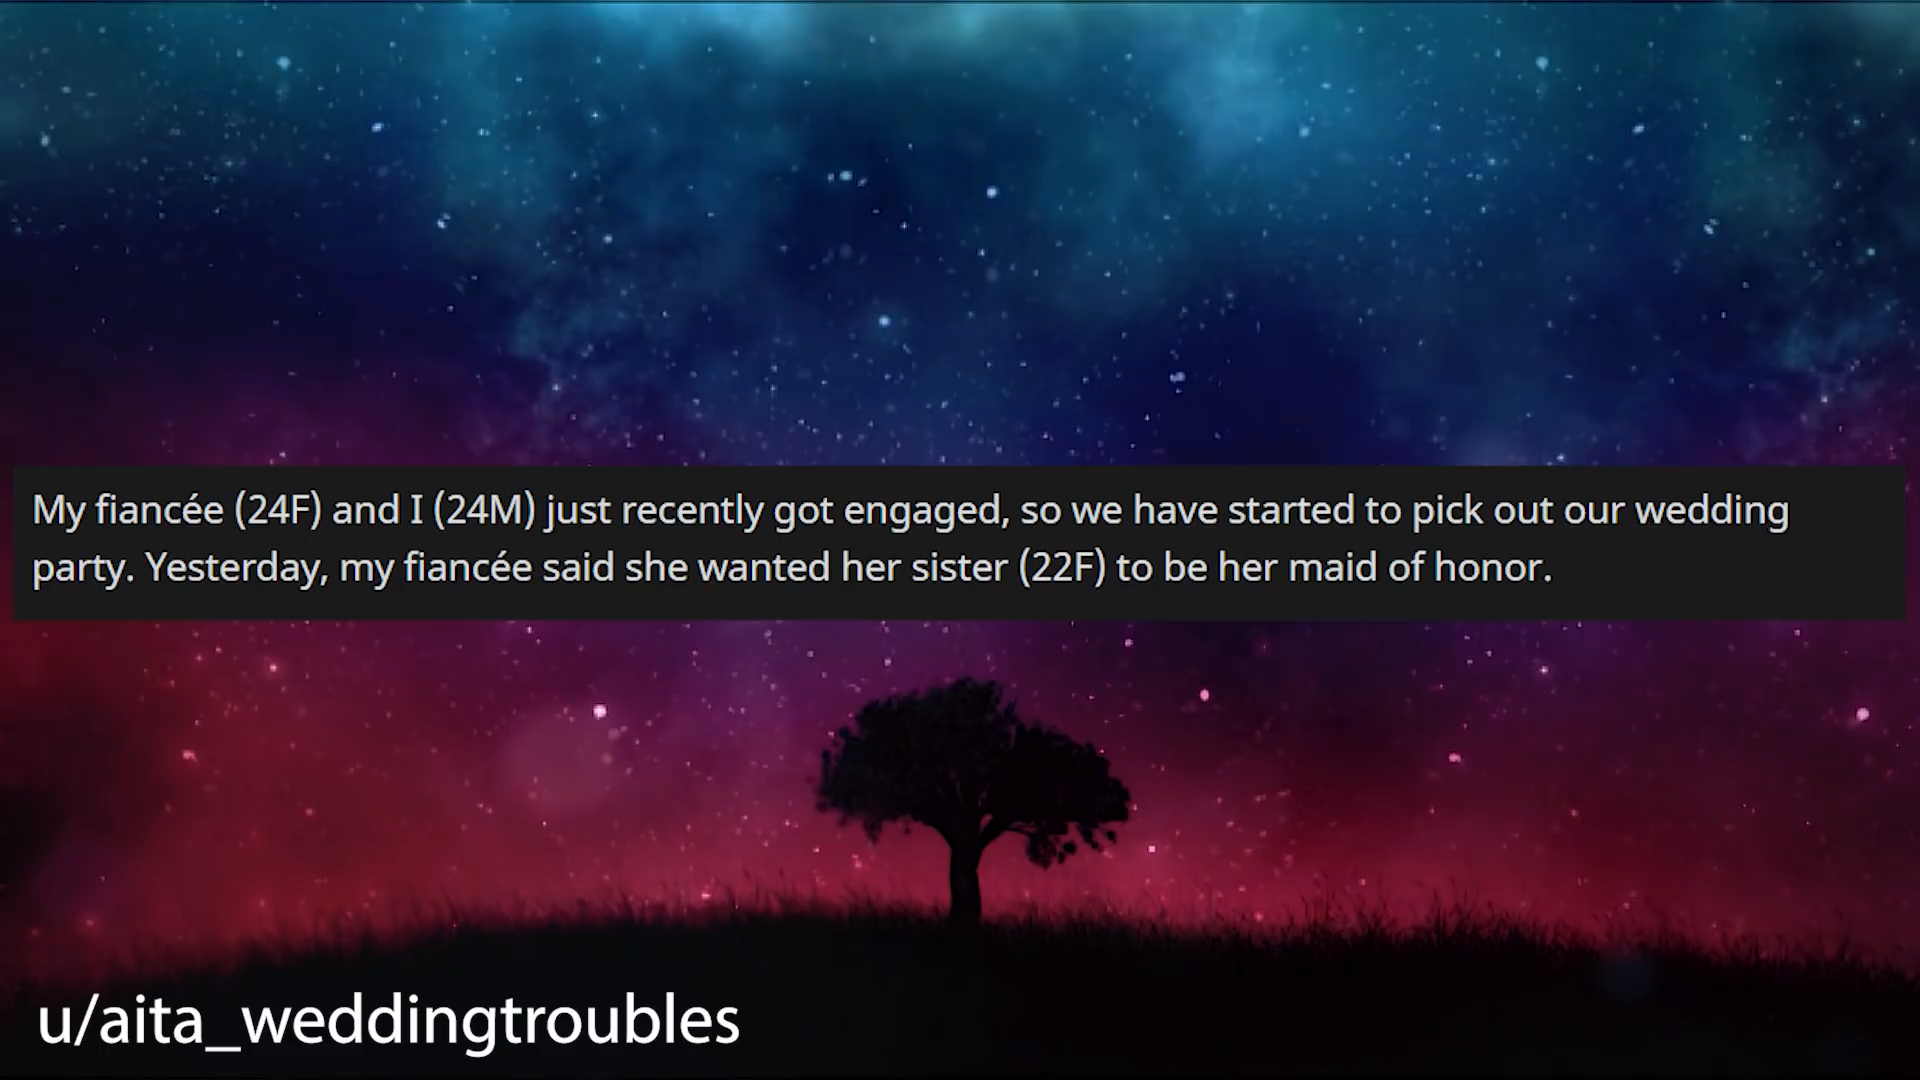 My fiancée (24F) and I (24M) just recently got engaged, so we have started to pick out our wedding
party. Yesterday, my fiancée said she wanted her sister (22F) to be her maid of honor.
u/aita_weddingtroubles